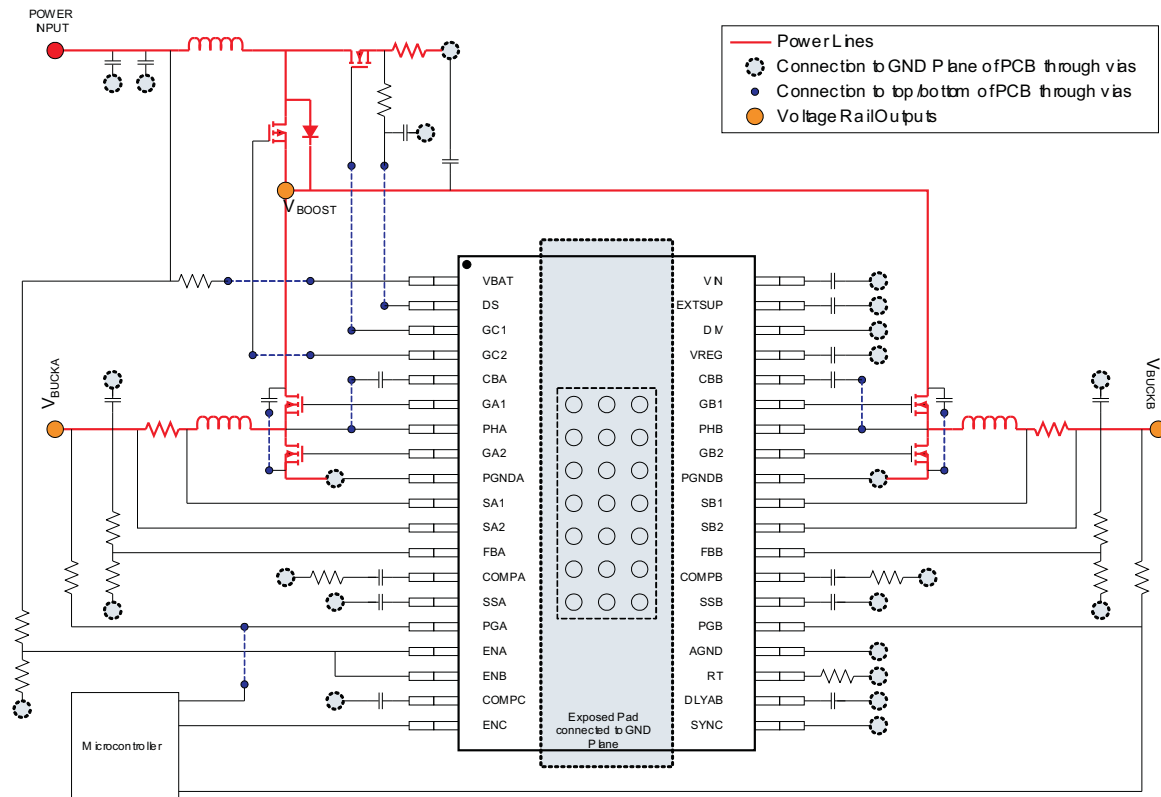 POWER
INPUT
Power Lines
Connection to GND Plane of PCB through vias
Connection to top/bottom of PCB through vias
Voltage Rail Outputs
VBOOST
VBAT
DS
GC1
GC2
CBA
GA1
PHA
GA2
PGNDA
SA1
SA2
FBA
COMPA
SSA
PGA
ENA
ENB
COMPC
ENC
VIN
EXTSUP
DIV
VREG
CBB
GB1
PHB
GB2
PGNDB
SB1
SB2
FBB
COMPB
SSB
PGB
AGND
RT
DLYAB
SYNC
VBUCKA
VBUCKB
Exposed Pad
connected to GND
Plane
Microcontroller